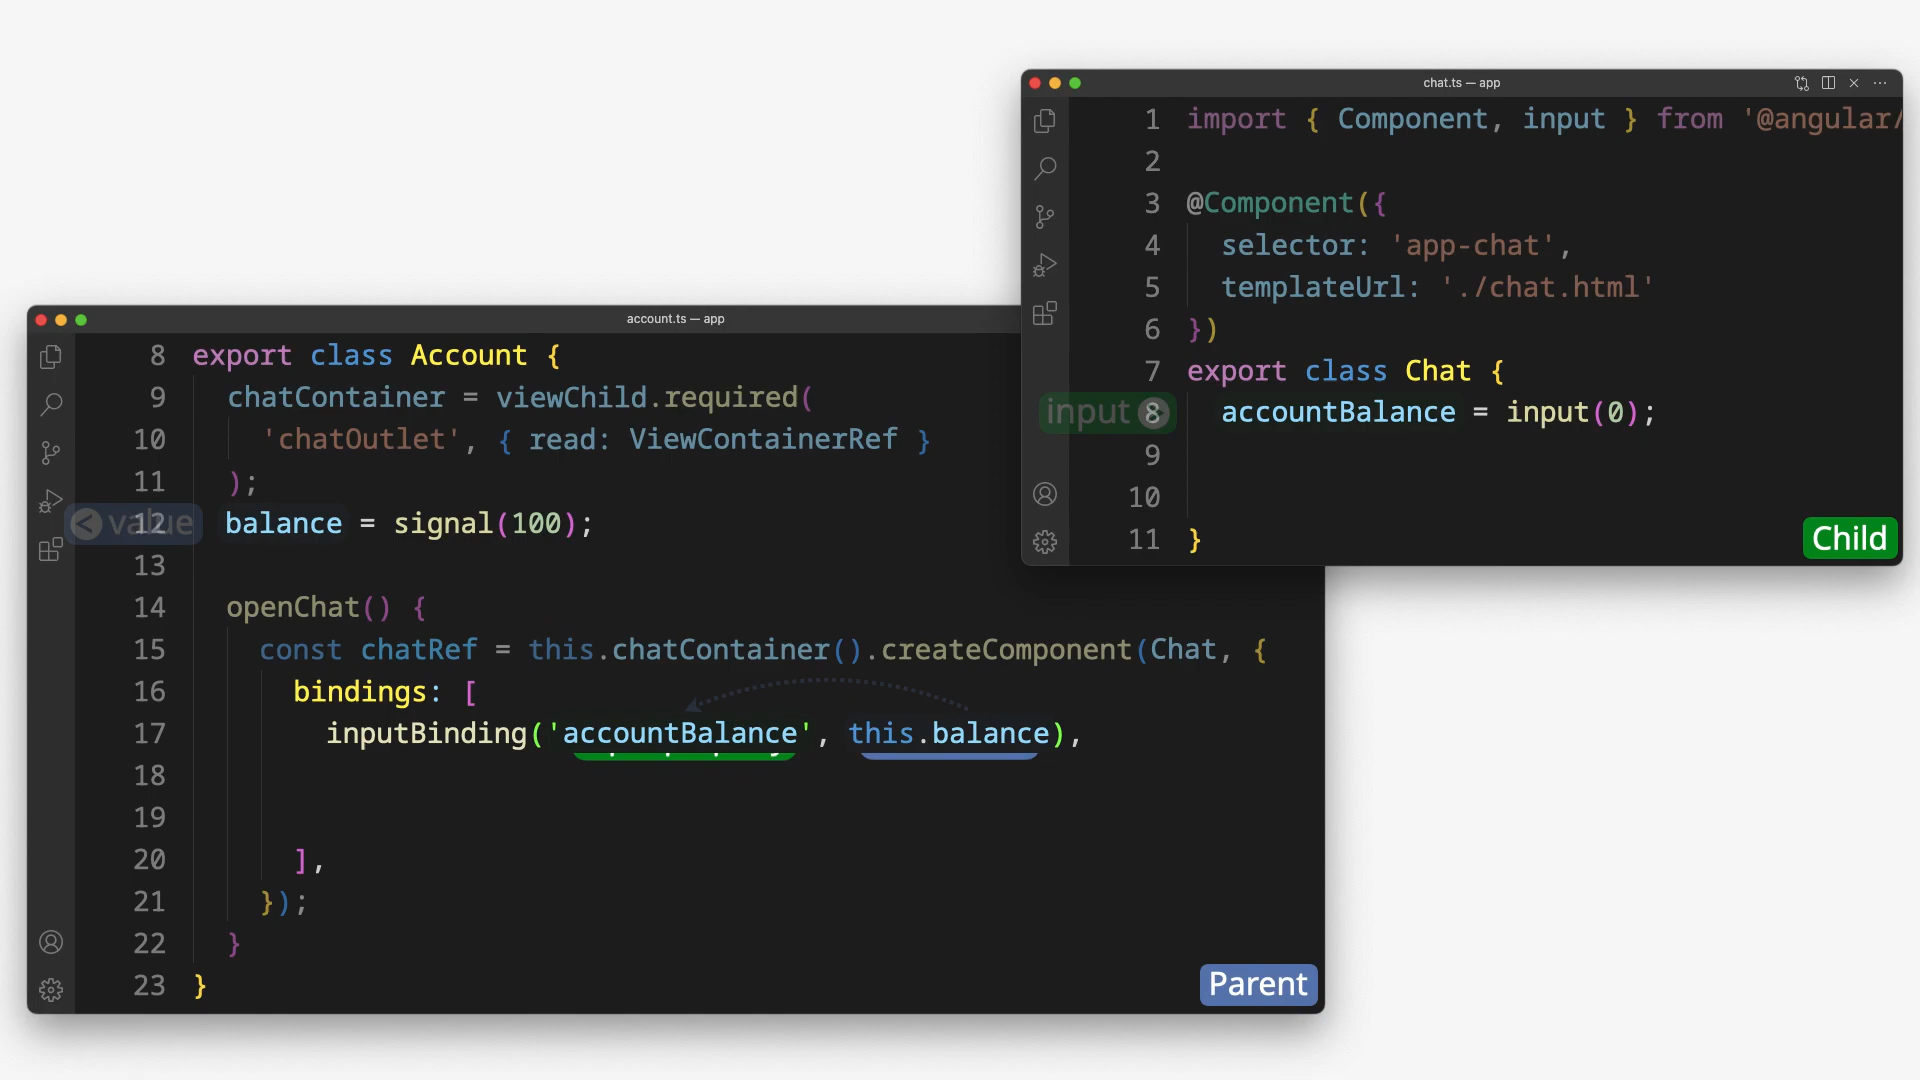 chat.ts — app
1 import { Component, input } from '@angular/
2
3 @Component({
4 selector: 'app-chat',
5 templateUrl: './chat.html'
6 })
7 export class Chat {
input 8 accountBalance = input(0);
9
10
11 }
Child
account.ts — app
8 export class Account {
9 chatContainer = viewChild.required(
10 'chatOutlet', { read: ViewContainerRef }
11 );
value 12 balance = signal(100);
13
14 openChat() {
15 const chatRef = this.chatContainer().createComponent(Chat, {
16 bindings: [
17 inputBinding('accountBalance', this.balance),
18
19
20 ],
21 });
22 }
23 }
Parent